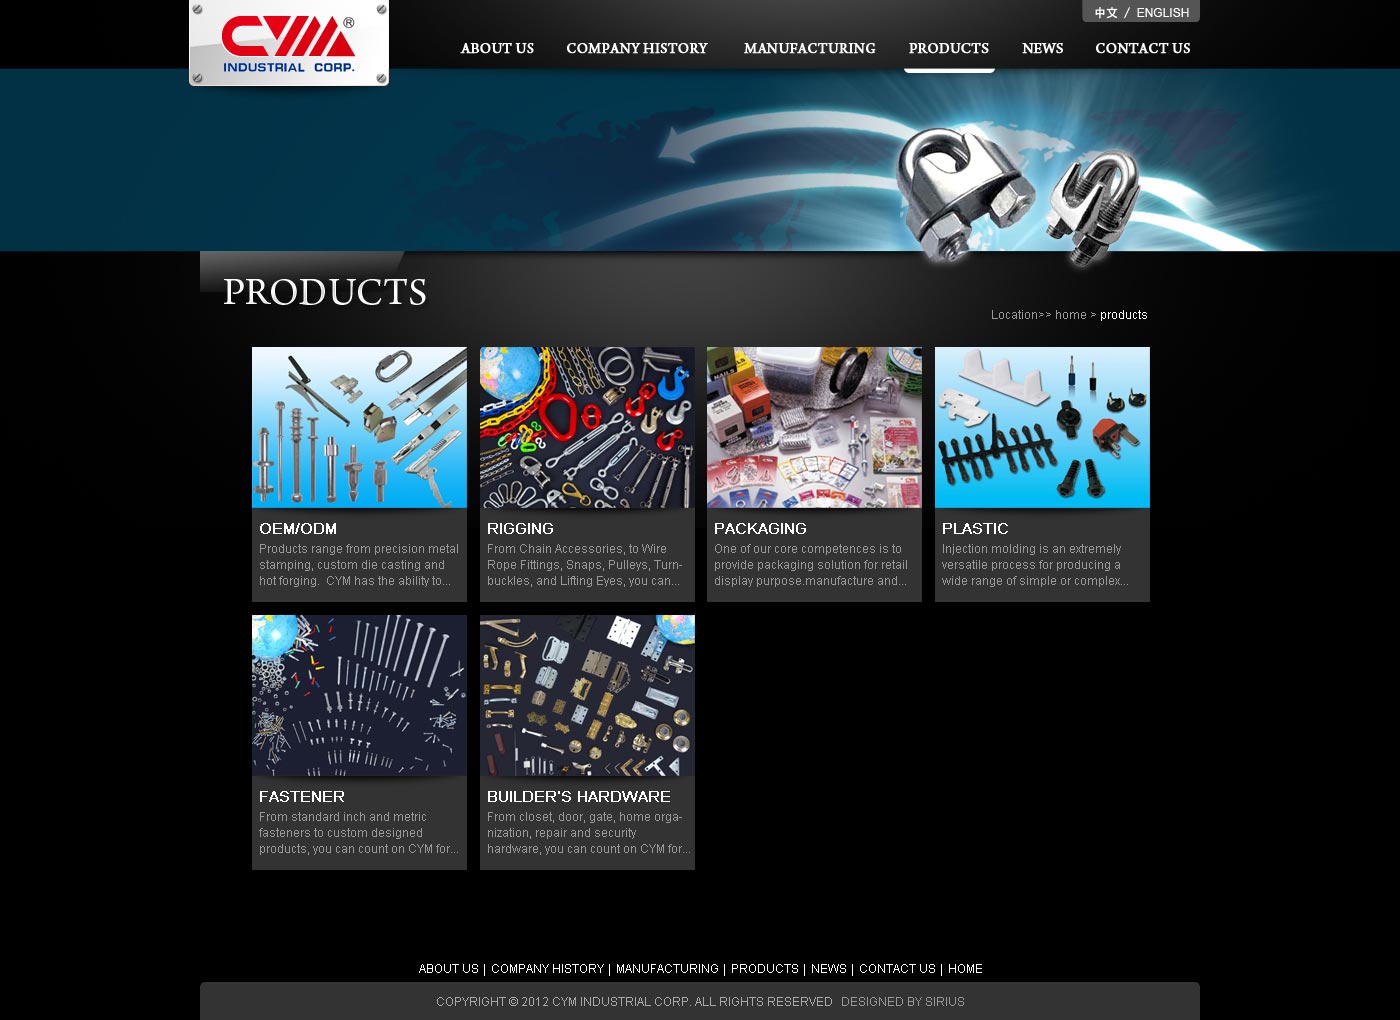 CYM®
INDUSTRIAL CORP.
中文 / ENGLISH
ABOUT US COMPANY HISTORY MANUFACTURING PRODUCTS NEWS CONTACT US
PRODUCTS
Location>> home > products
OEM/ODM
Products range from precision metal
stamping, custom die casting and
hot forging. CYM has the ability to...
RIGGING
From Chain Accessories, to Wire
Rope Fittings, Snaps, Pulleys, Turn-
buckles, and Lifting Eyes, you can...
PACKAGING
One of our core competences is to
provide packaging solution for retail
display purpose.manufacture and...
PLASTIC
Injection molding is an extremely
versatile process for producing a
wide range of simple or complex...
FASTENER
From standard inch and metric
fasteners to custom designed
products, you can count on CYM for...
BUILDER'S HARDWARE
From closet, door, gate, home orga-
nization, repair and security
hardware, you can count on CYM for...
ABOUT US | COMPANY HISTORY | MANUFACTURING | PRODUCTS | NEWS | CONTACT US | HOME
COPYRIGHT © 2012 CYM INDUSTRIAL CORP. ALL RIGHTS RESERVED DESIGNED BY SIRIUS